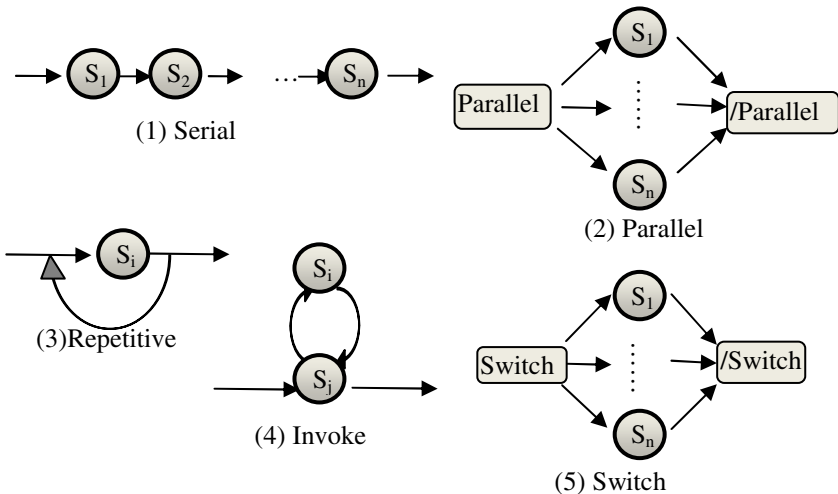 S1 S2 ... Sn
(1) Serial
S1
Parallel
/Parallel
Sn
(2) Parallel
Si
(3)Repetitive
Si
Sj
(4) Invoke
S1
Switch
/Switch
Sn
(5) Switch